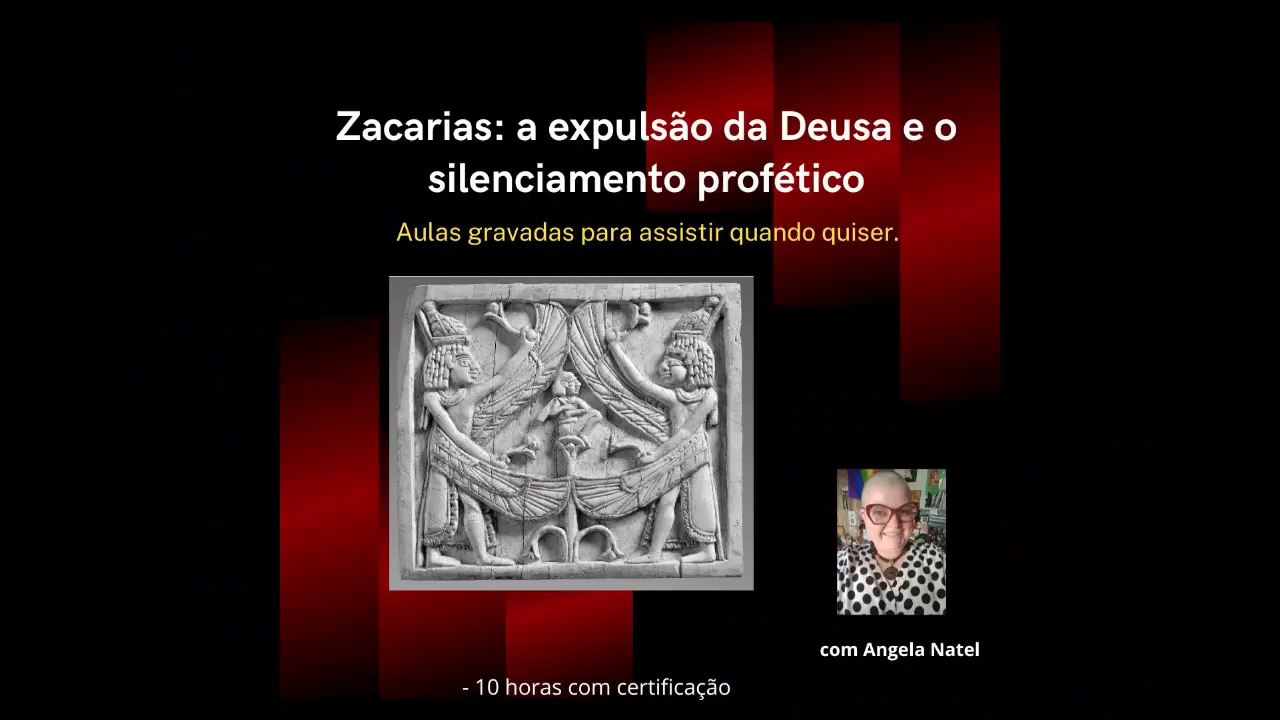 Zacarias: a expulsão da Deusa e o
silenciamento profético
Aulas gravadas para assistir quando quiser.
com Angela Natel
- 10 horas com certificação